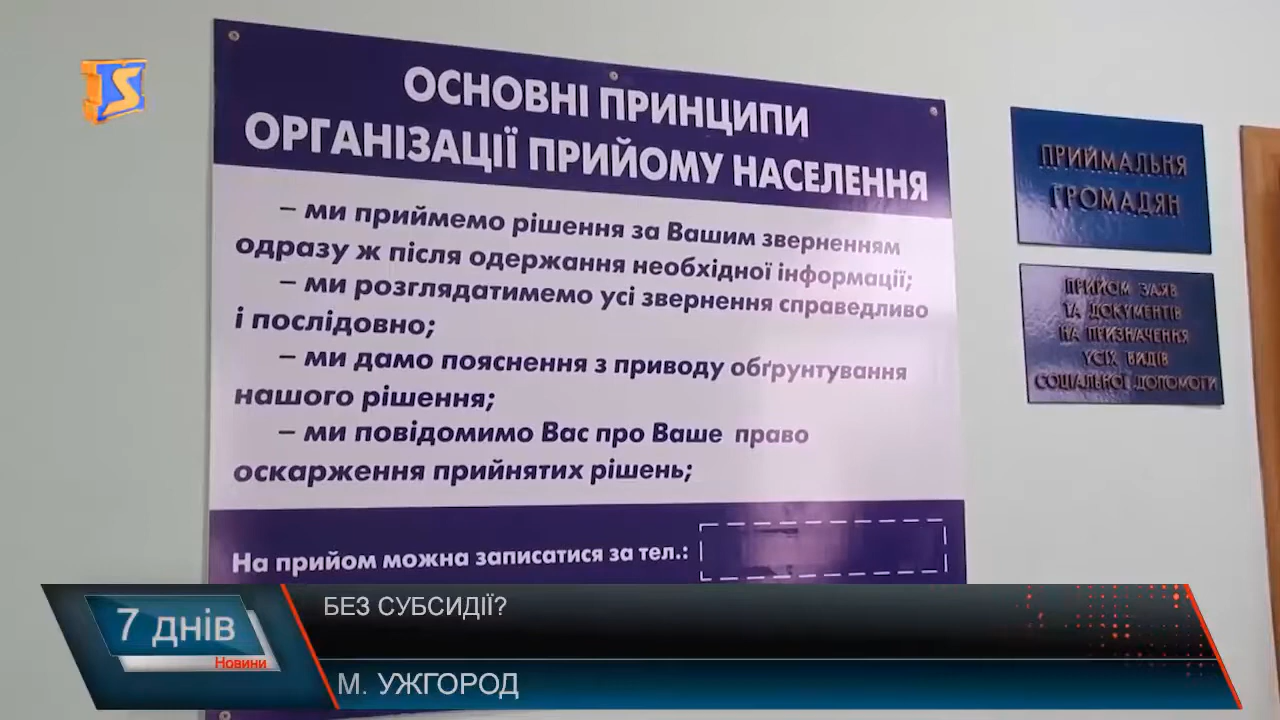 ОСНОВНІ ПРИНЦИПИ
ОРГАНІЗАЦІЇ ПРИЙОМУ НАСЕЛЕННЯ
– ми приймемо рішення за Вашим зверненням
одразу ж після одержання необхідної інформації;
– ми розглядатимемо усі звернення справедливо
і послідовно;
– ми дамо пояснення з приводу обґрунтування
нашого рішення;
– ми повідомимо Вас про Ваше право
оскарження прийнятих рішень;
На прийом можна записатися за тел.:
ПРИЙМАЛЬНЯ
ГРОМАДЯН
ПРИЙОМ ЗАЯВ
ТА ДОКУМЕНТІВ
НА ПРИЗНАЧЕННЯ
УСІХ ВИДІВ
СОЦІАЛЬНОЇ ДОПОМОГИ
7 днів
Новини
БЕЗ СУБСИДІЇ?
М. УЖГОРОД